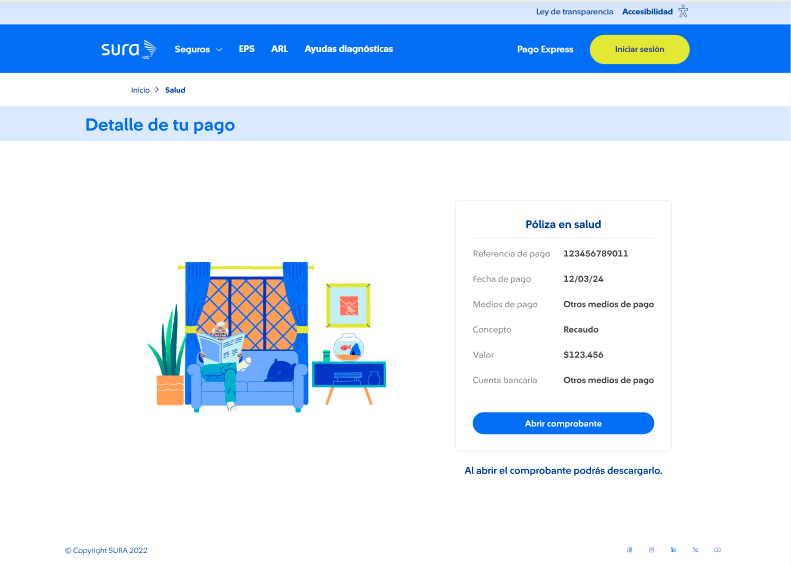 Ley de transparencia Accesibilidad
sura Seguros EPS ARL Ayudas diagnósticas Pago Express Iniciar sesión
Inicio > Salud
Detalle de tu pago
Póliza en salud
Referencia de pago 123456789011
Fecha de pago 12/03/24
Medios de pago Otros medios de pago
Concepto Recaudo
Valor $123.456
Cuenta bancaria Otros medios de pago
Abrir comprobante
Al abrir el comprobante podrás descargarlo.
© Copyright SURA 2022